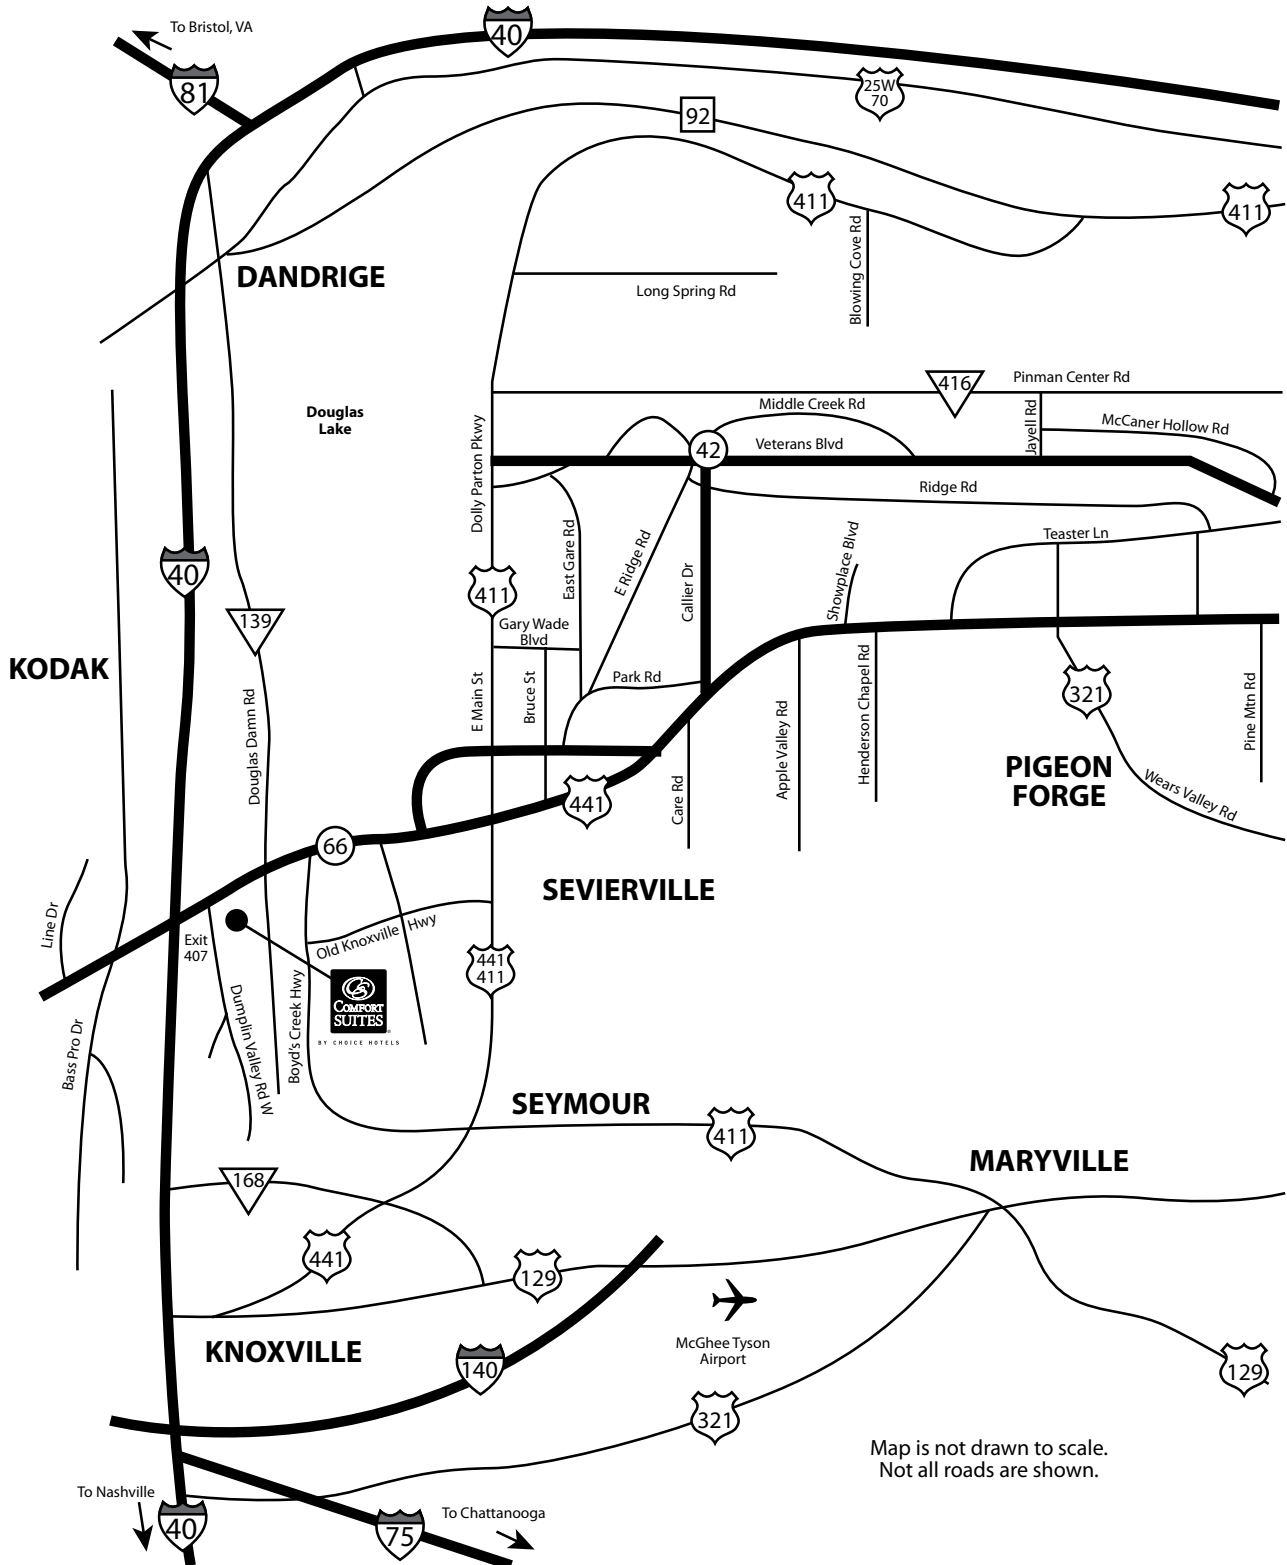 To Bristol, VA
40
81
25W
70
92
411
411
DANDRIGE
Long Spring Rd
Blowing Cove Rd
416
Pinman Center Rd
Douglas
Lake
Middle Creek Rd
Jayell Rd
McCaner Hollow Rd
Dolly Parton Pkwy
42
Veterans Blvd
Ridge Rd
East Gare Rd
E Ridge Rd
Callier Dr
Showplace Blvd
Teaster Ln
40
411
139
Gary Wade
Blvd
KODAK
Park Rd
E Main St
Bruce St
Douglas Damn Rd
Apple Valley Rd
Henderson Chapel Rd
321
Pine Mtn Rd
PIGEON
FORGE
Wears Valley Rd
441
Care Rd
66
SEVIERVILLE
Line Dr
Exit
407
Old Knoxville Hwy
441
411
COMFORT
SUITES
BY CHOICE HOTELS
Boyd's Creek Hwy
Dumplin Valley Rd W
Bass Pro Dr
SEYMOUR
411
MARYVILLE
168
441
129
McGhee Tyson
Airport
KNOXVILLE
140
129
321
Map is not drawn to scale.
Not all roads are shown.
To Nashville
To Chattanooga
40
75